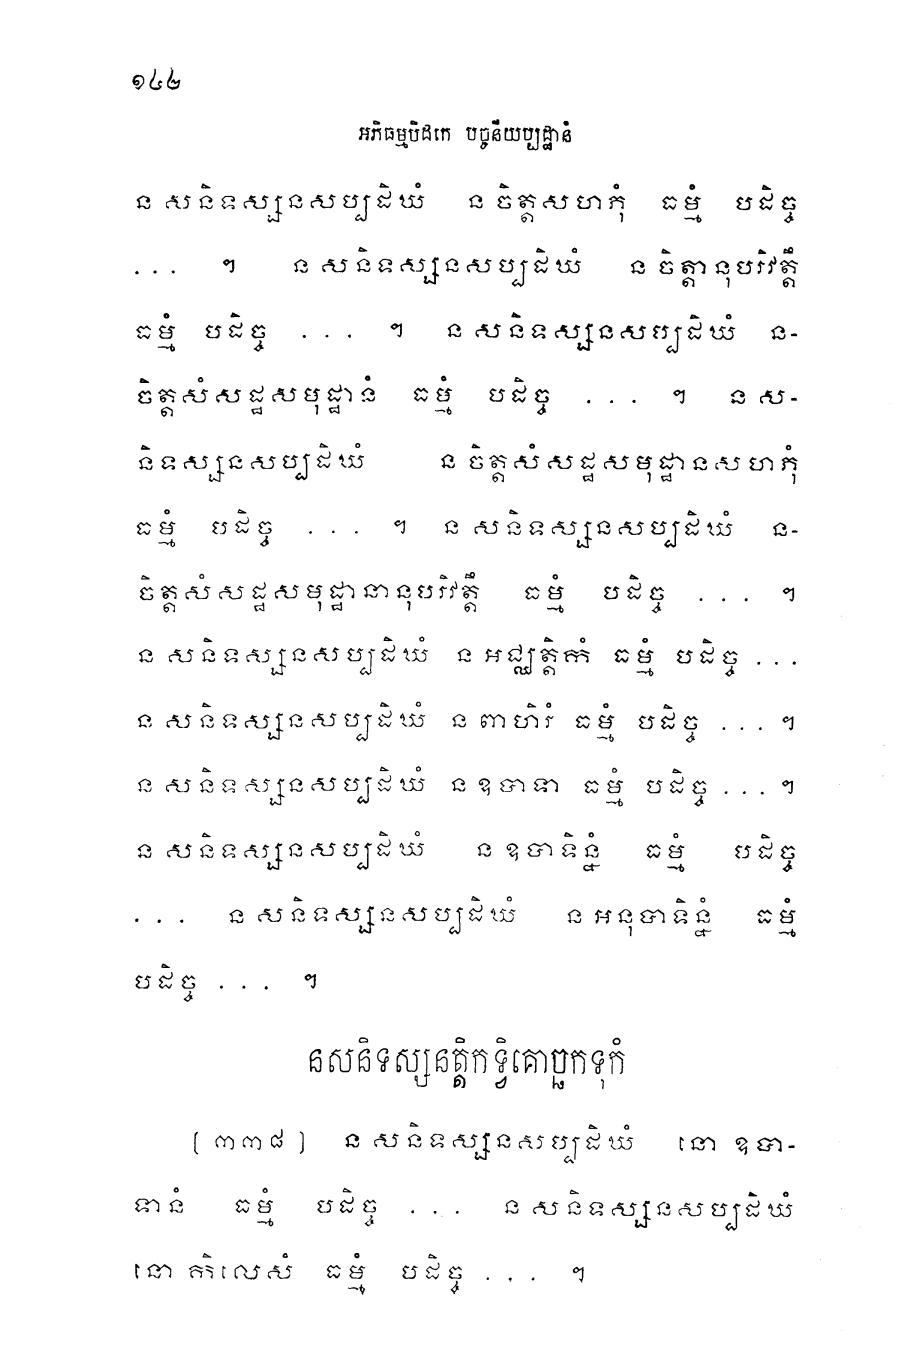 ១៤២
អភិធម្មបិដកេ បច្ចនីយប្បដ្ឋានំ
ន សនិទស្សនសប្បដិឃំ ន ចិត្តសហភុំ ធម្មំ បដិច្ច
... ។ ន សនិទស្សនសប្បដិឃំ ន ចិត្តានុបរិវត្តឹ
ធម្មំ បដិច្ច ... ។ ន សនិទស្សនសប្បដិឃំ ន-
ចិត្តសំសដ្ឋសមុដ្ឋានំ ធម្មំ បដិច្ច ... ។ ន ស-
និទស្សនសប្បដិឃំ ន ចិត្តសំសដ្ឋសមុដ្ឋានសហភុំ
ធម្មំ បដិច្ច ... ។ ន សនិទស្សនសប្បដិឃំ ន-
ចិត្តសំសដ្ឋសមុដ្ឋានានុបរិវត្តឹ ធម្មំ បដិច្ច ... ។
ន សនិទស្សនសប្បដិឃំ ន អជ្ឈត្តិកំ ធម្មំ បដិច្ច ...
ន សនិទស្សនសប្បដិឃំ ន ពាហិរំ ធម្មំ បដិច្ច ... ។
ន សនិទស្សនសប្បដិឃំ ន ឧបាទា ធម្មំ បដិច្ច ... ។
ន សនិទស្សនសប្បដិឃំ ន ឧបាទិន្នំ ធម្មំ បដិច្ច
... ន សនិទស្សនសប្បដិឃំ ន អនុបាទិន្នំ ធម្មំ
បដិច្ច ... ។
នសនិទស្សនត្តិកទ្វិគោច្ឆកទុកំ
[៣៣៨] ន សនិទស្សនសប្បដិឃំ នោ ឧបា-
ទានំ ធម្មំ បដិច្ច ... ន សនិទស្សនសប្បដិឃំ
នោ កិលេសំ ធម្មំ បដិច្ច ... ។